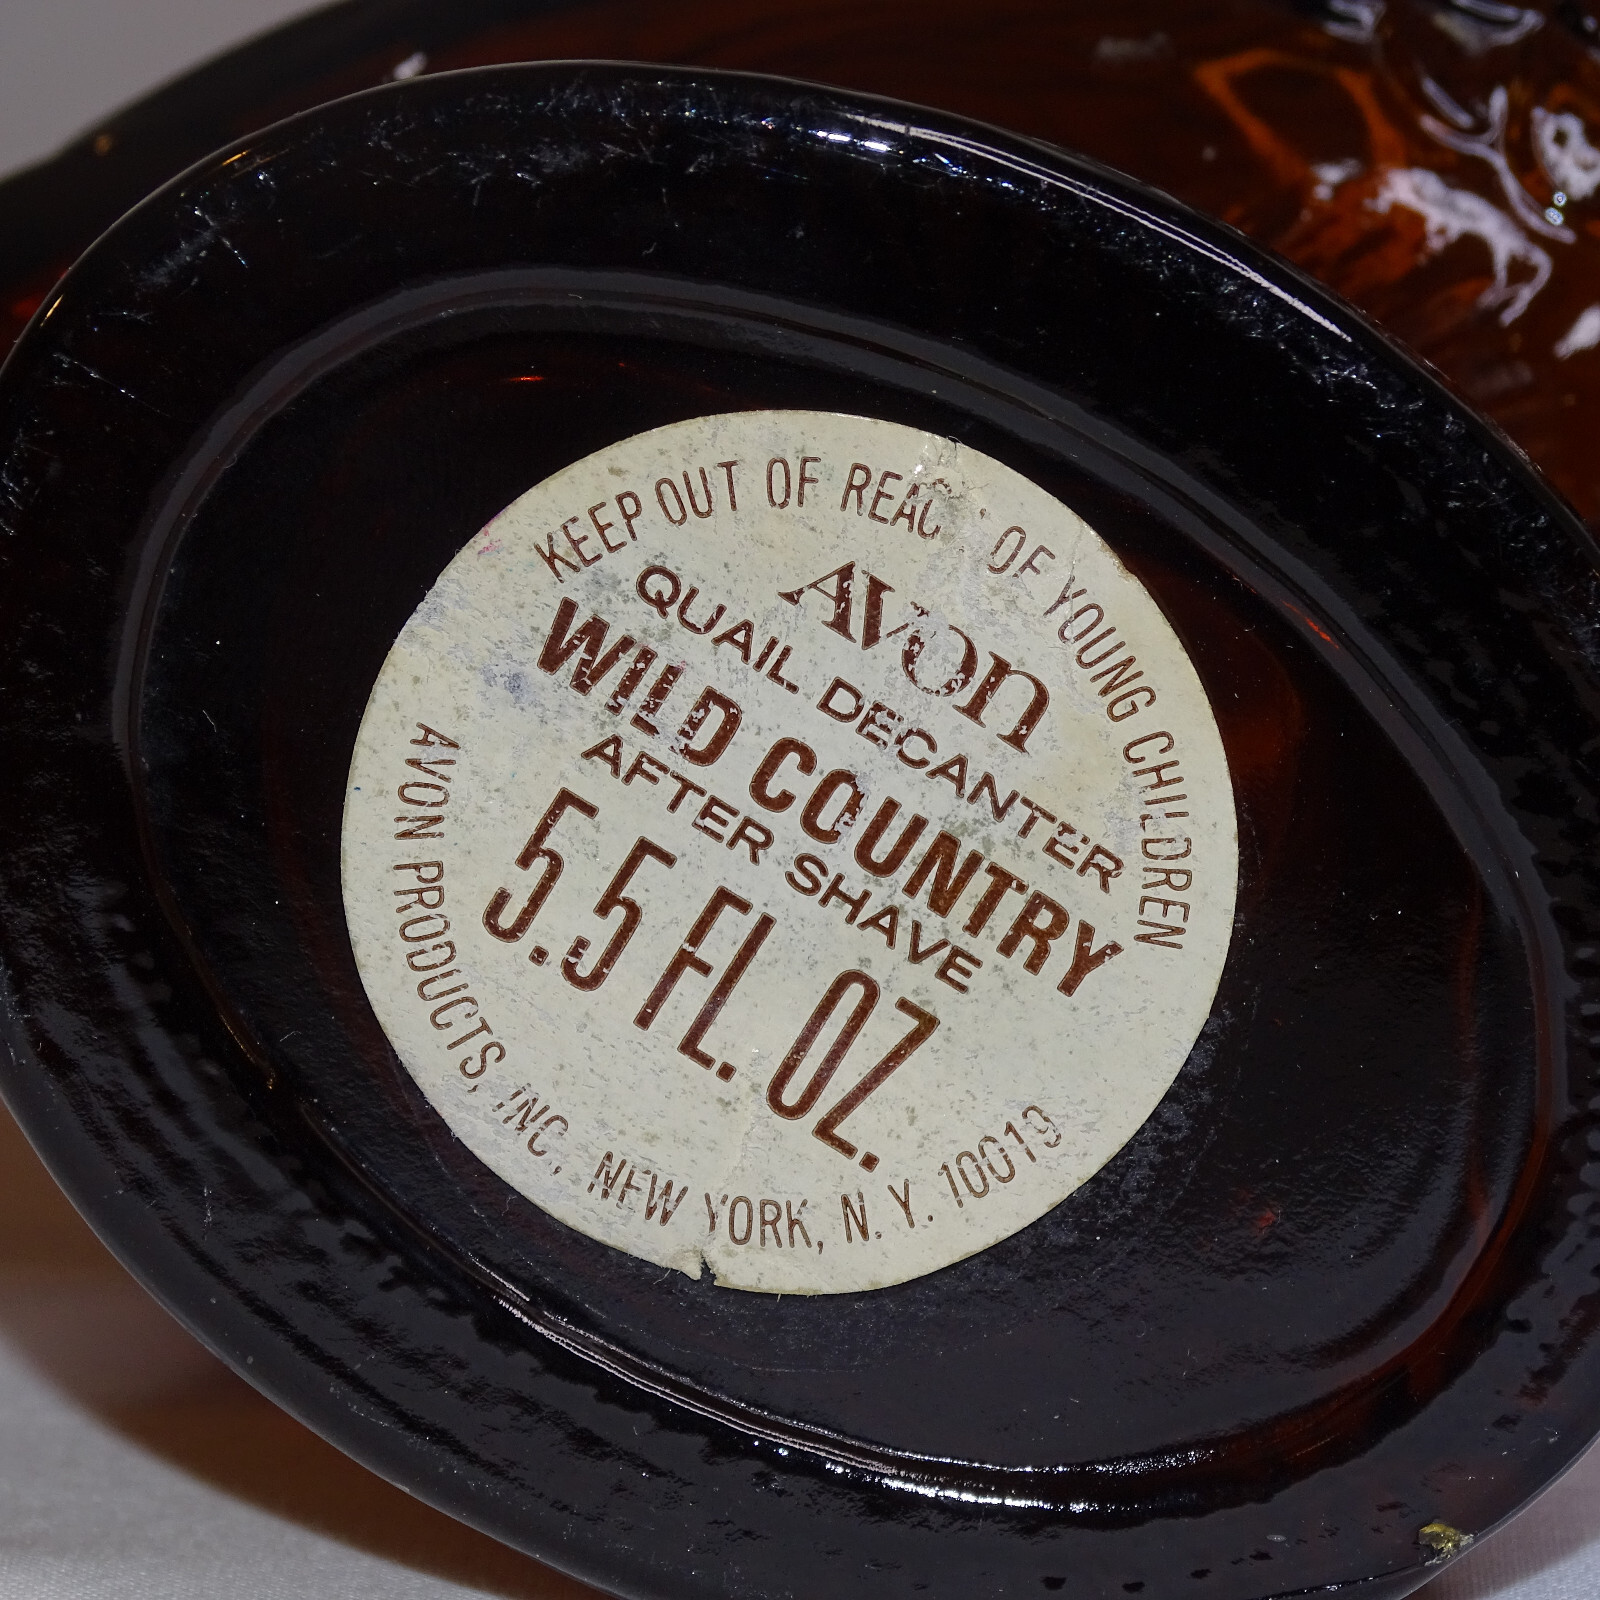 KEEP OUT OF REACH OF YOUNG CHILDREN
AVON
QUAIL DECANTER
WILD COUNTRY
AFTER SHAVE
5.5 FL. OZ.
AVON PRODUCTS, INC., NEW YORK, N. Y. 10019